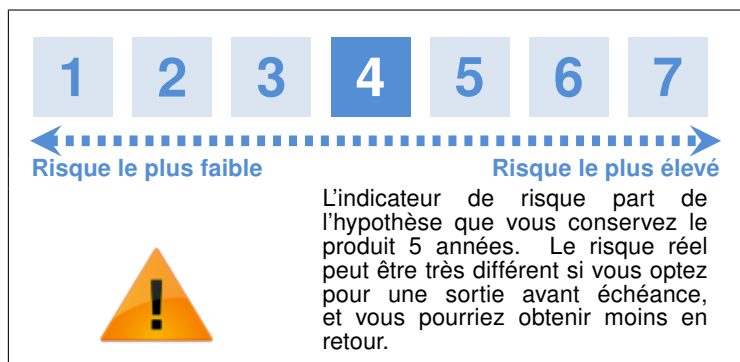 1 2 3 4 5 6 7
Risque le plus faible Risque le plus élevé
L'indicateur de risque part de
l'hypothèse que vous conservez le
produit 5 années. Le risque réel
peut être très différent si vous optez
pour une sortie avant échéance,
et vous pourriez obtenir moins en
retour.
!